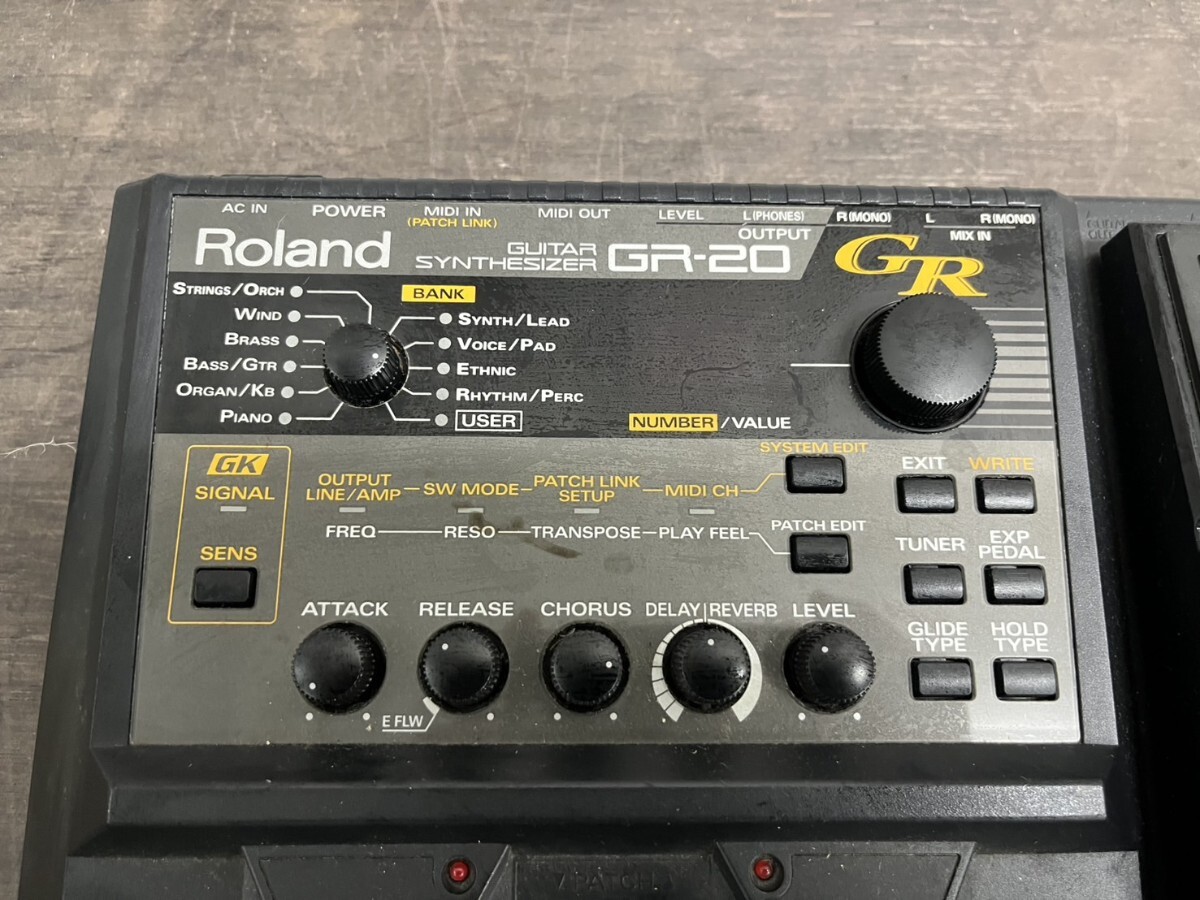 AC IN POWER MIDI IN MIDI OUT LEVEL L (PHONES) R (MONO) L R (MONO)
(PATCH LINK) OUTPUT MIX IN
Roland GUITAR SYNTHESIZER GR-20
GR
BANK
STRINGS/ORCH
WIND
BRASS
BASS/GTR
ORGAN/KB
PIANO
SYNTH/LEAD
VOICE/PAD
ETHNIC
RHYTHM/PERC
USER
NUMBER /VALUE
GK
SIGNAL
SENS
OUTPUT LINE/AMP
SW MODE
PATCH LINK SETUP
MIDI CH
SYSTEM EDIT
FREQ
RESO
TRANSPOSE
PLAY FEEL
PATCH EDIT
EXIT WRITE
TUNER EXP PEDAL
GLIDE TYPE HOLD TYPE
ATTACK RELEASE CHORUS DELAY REVERB LEVEL
E FLW
PATCH